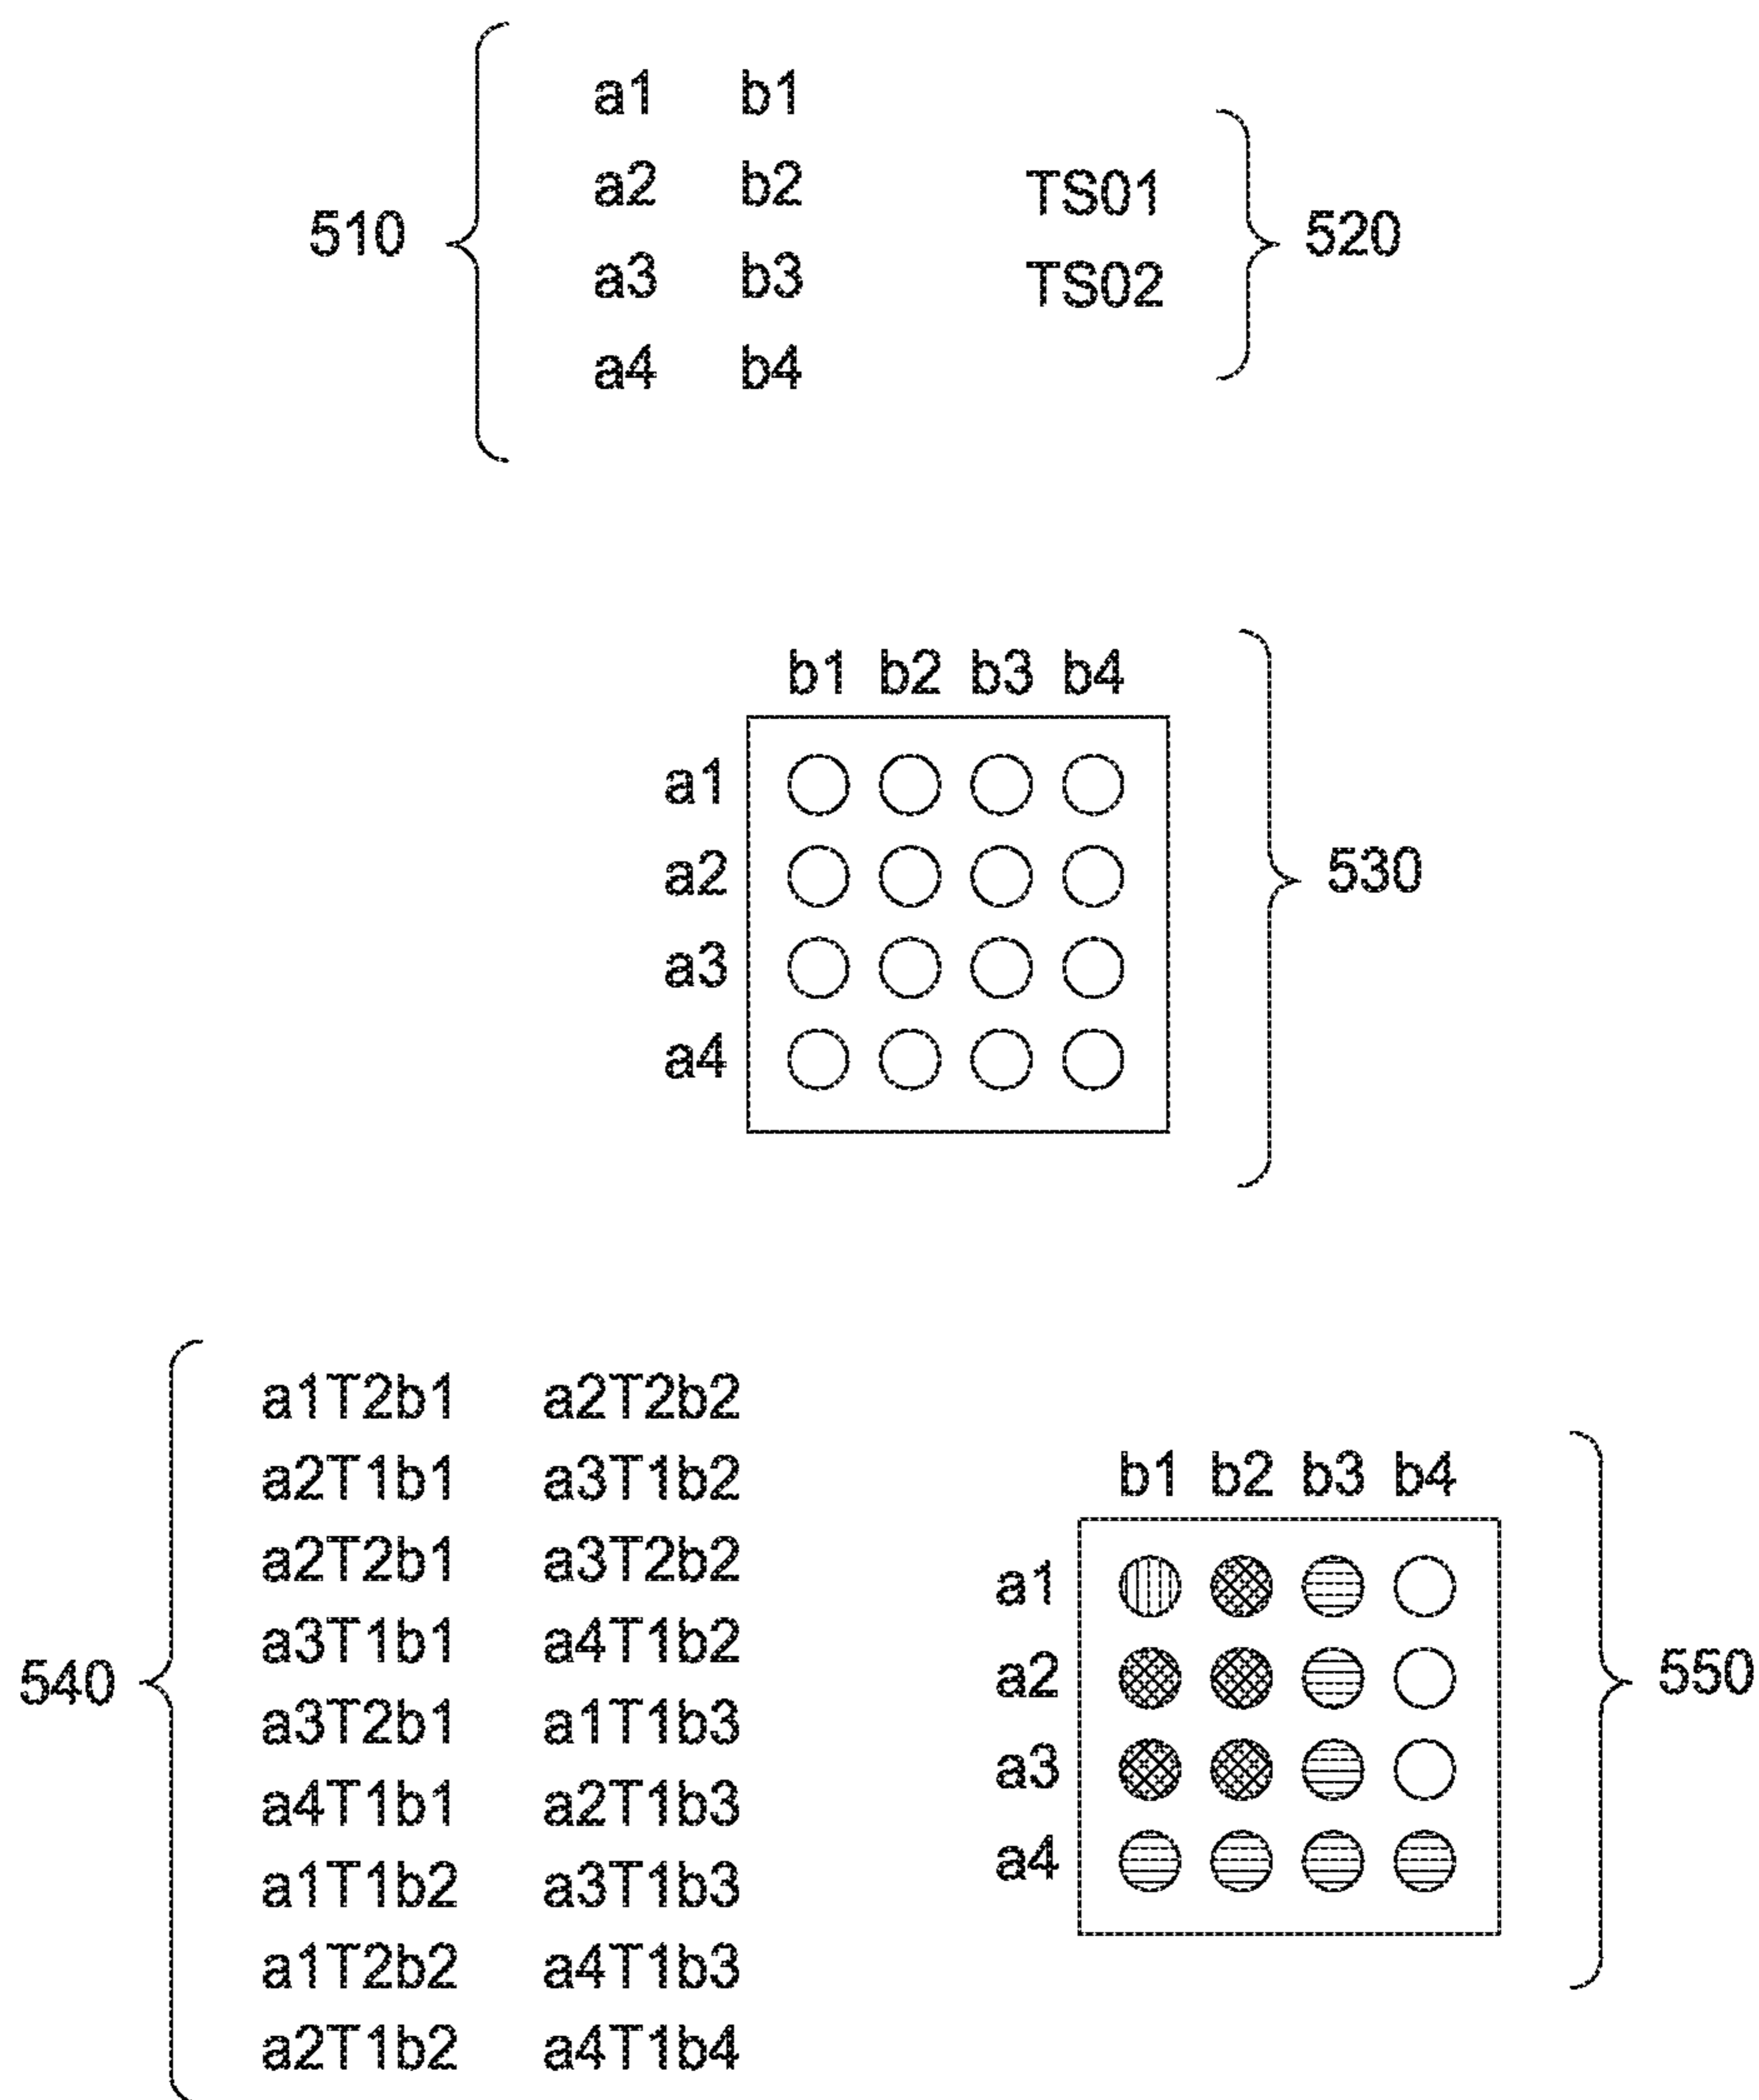 a1 b1
a2 b2
a3 b3
a4 b4
510
TS01
TS02
520
b1 b2 b3 b4
a1
a2
a3
a4
530
540
a1T2b1 a2T2b2
a2T1b1 a3T1b2
a2T2b1 a3T2b2
a3T1b1 a4T1b2
a3T2b1 a1T1b3
a4T1b1 a2T1b3
a1T1b2 a3T1b3
a1T2b2 a4T1b3
a2T1b2 a4T1b4
b1 b2 b3 b4
a1
a2
a3
a4
550